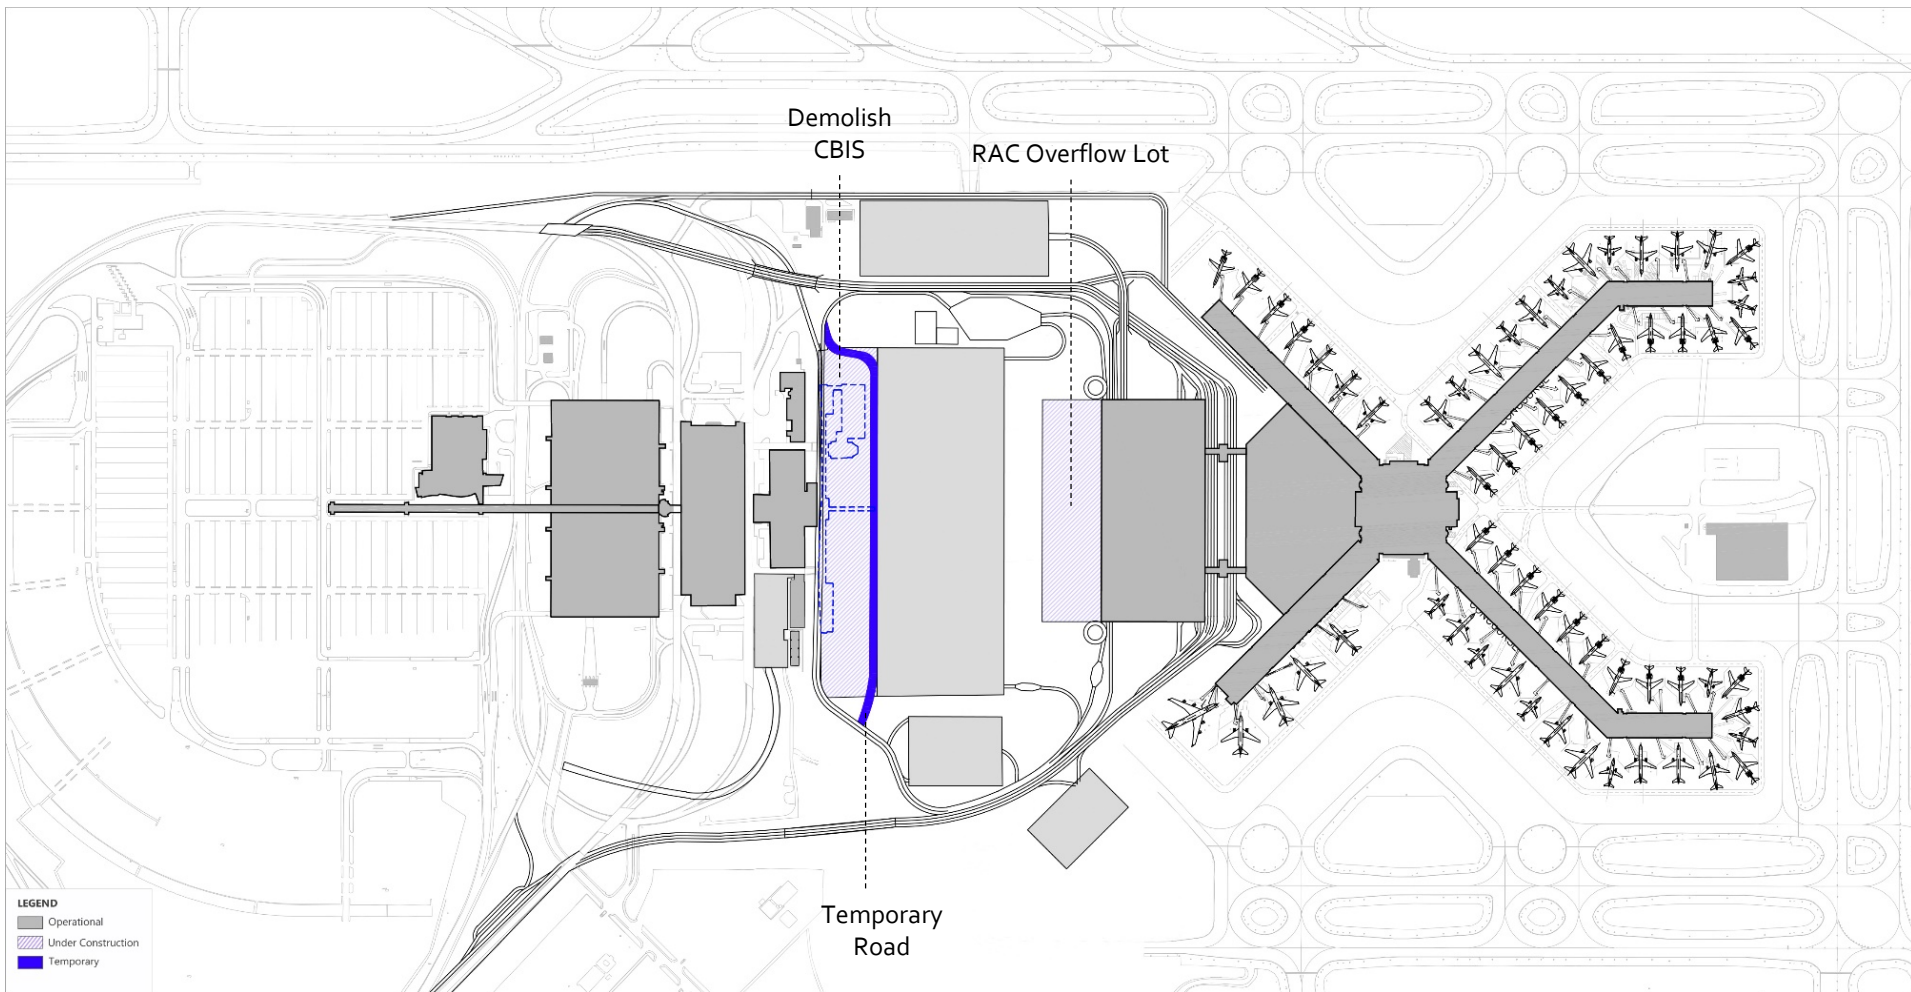 Demolish
CBIS
RAC Overflow Lot
Temporary
Road
LEGEND
Operational
Under Construction
Temporary